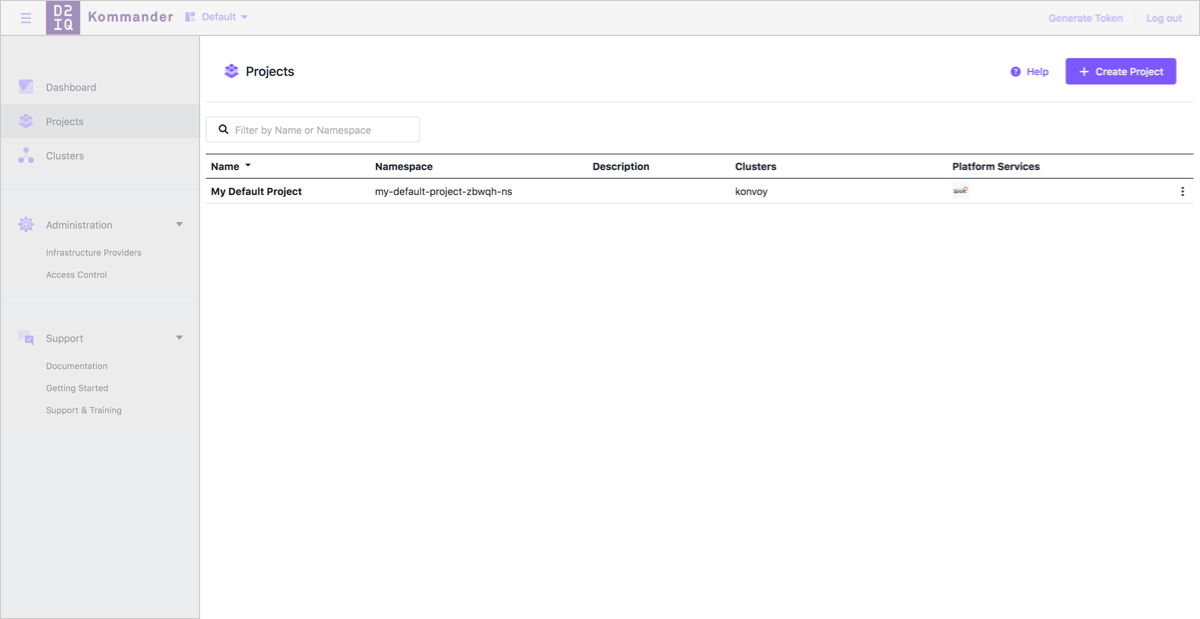 D2 IQ Kommander Default Generate Token Log out
Dashboard
Projects
Clusters
Administration
Infrastructure Providers
Access Control
Support
Documentation
Getting Started
Support & Training
Projects Help + Create Project
Filter by Name or Namespace
Name Namespace Description Clusters Platform Services
My Default Project my-default-project-zbwqh-ns konvoy